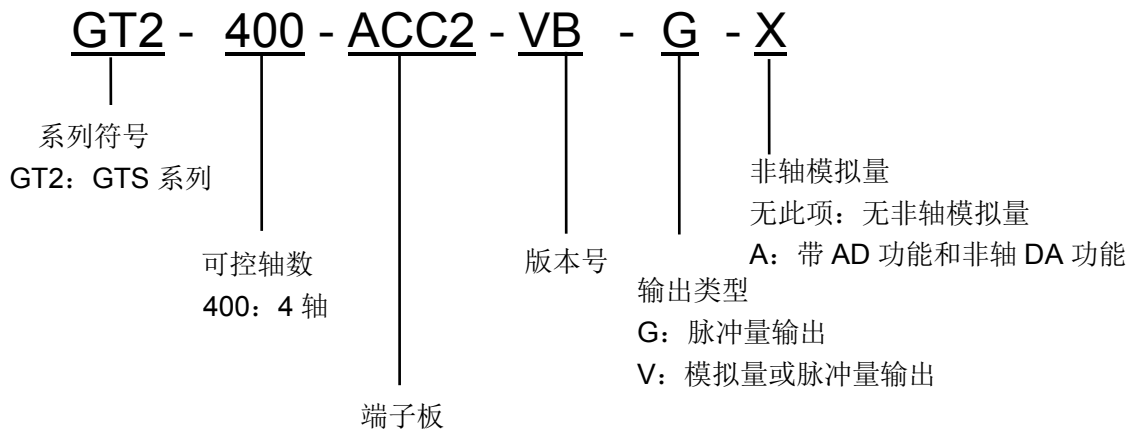 GT2 - 400 - ACC2 - VB - G - X
系列符号
GT2：GTS 系列
可控轴数
400：4 轴
端子板
版本号
输出类型
G：脉冲量输出
V：模拟量或脉冲量输出
非轴模拟量
无此项：无非轴模拟量
A：带 AD 功能和非轴 DA 功能